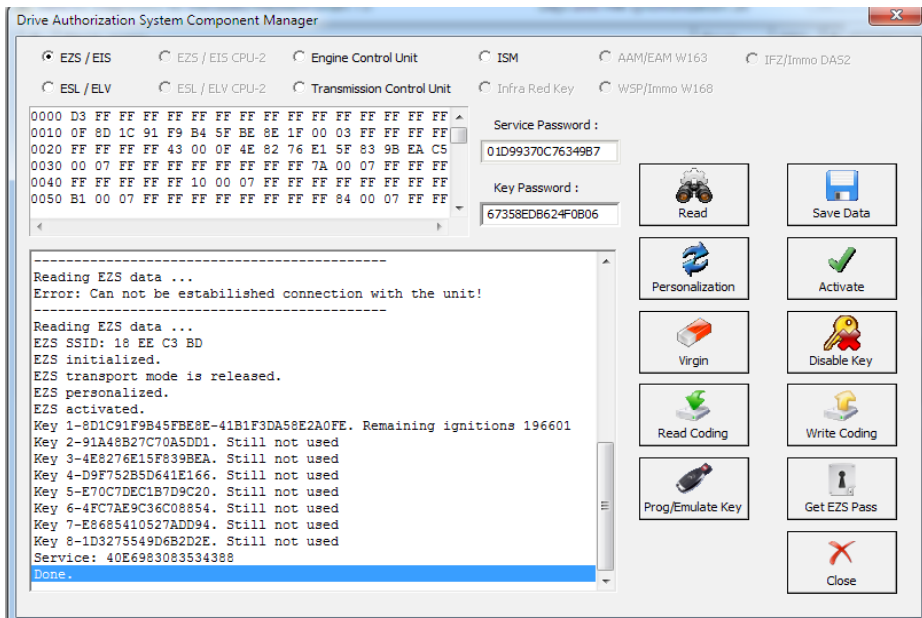 Drive Authorization System Component Manager
EZS / EIS
EZS / EIS CPU-2
Engine Control Unit
ISM
AAM/EAM W163
IFZ/Immo DAS2
ESL / ELV
ESL / ELV CPU-2
Transmission Control Unit
Infra Red Key
WSP/Immo W168
0000 D3 FF FF FF FF FF FF FF FF FF FF FF FF FF FF FF
0010 0F 8D 1C 91 F9 B4 5F BE 8E 1F 00 03 FF FF FF FF
0020 FF FF FF FF 43 00 0F 4E 82 76 E1 5F 83 9B EA C5
0030 00 07 FF FF FF FF FF FF FF FF 7A 00 07 FF FF FF
0040 FF FF FF FF FF 10 00 07 FF FF FF FF FF FF FF FF
0050 B1 00 07 FF FF FF FF FF FF FF FF 84 00 07 FF FF
Service Password :
01D99370C76349B7
Key Password :
67358EDB624F0B06
Read
Save Data
Personalization
Activate
Virgin
Disable Key
Read Coding
Write Coding
Prog/Emulate Key
Get EZS Pass
Close
--------------------------------------------
Reading EZS data ...
Error: Can not be estabilished connection with the unit!
--------------------------------------------
Reading EZS data ...
EZS SSID: 18 EE C3 BD
EZS initialized.
EZS transport mode is released.
EZS personalized.
EZS activated.
Key 1-8D1C91F9B45FBE8E-41B1F3DA58E2A0FE. Remaining ignitions 196601
Key 2-91A48B27C70A5DD1. Still not used
Key 3-4E8276E15F839BEA. Still not used
Key 4-D9F752B5D641E166. Still not used
Key 5-E70C7DEC1B7D9C20. Still not used
Key 6-4FC7AE9C36C08854. Still not used
Key 7-E8685410527ADD94. Still not used
Key 8-1D3275549D6B2D2E. Still not used
Service: 40E6983083534388
Done.